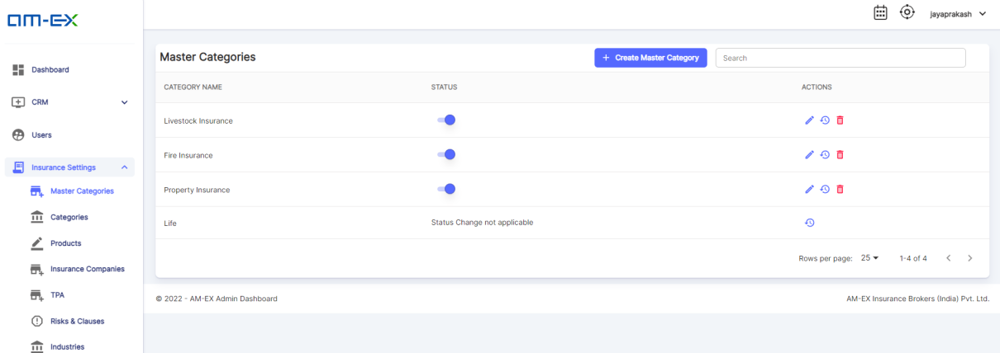 am-ex
jayaprakash
Dashboard
CRM
Users
Insurance Settings
Master Categories
Categories
Products
Insurance Companies
TPA
Risks & Clauses
Industries
Master Categories
+ Create Master Category
Search
CATEGORY NAME STATUS ACTIONS
Livestock Insurance
Fire Insurance
Property Insurance
Life Status Change not applicable
Rows per page: 25 1-4 of 4
© 2022 - AM-EX Admin Dashboard AM-EX Insurance Brokers (India) Pvt. Ltd.